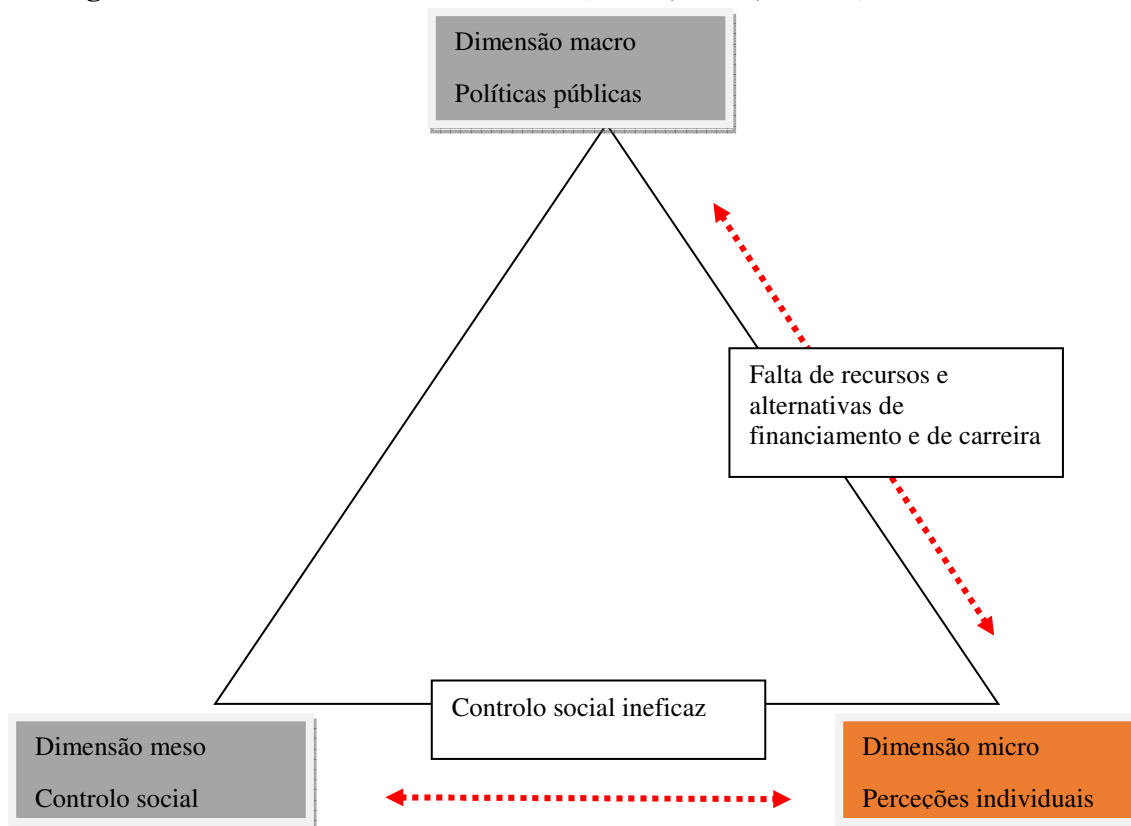 Dimensão macro
Políticas públicas
Falta de recursos e
alternativas de
financiamento e de carreira
Controlo social ineficaz
Dimensão meso
Controlo social
Dimensão micro
Perceções individuais